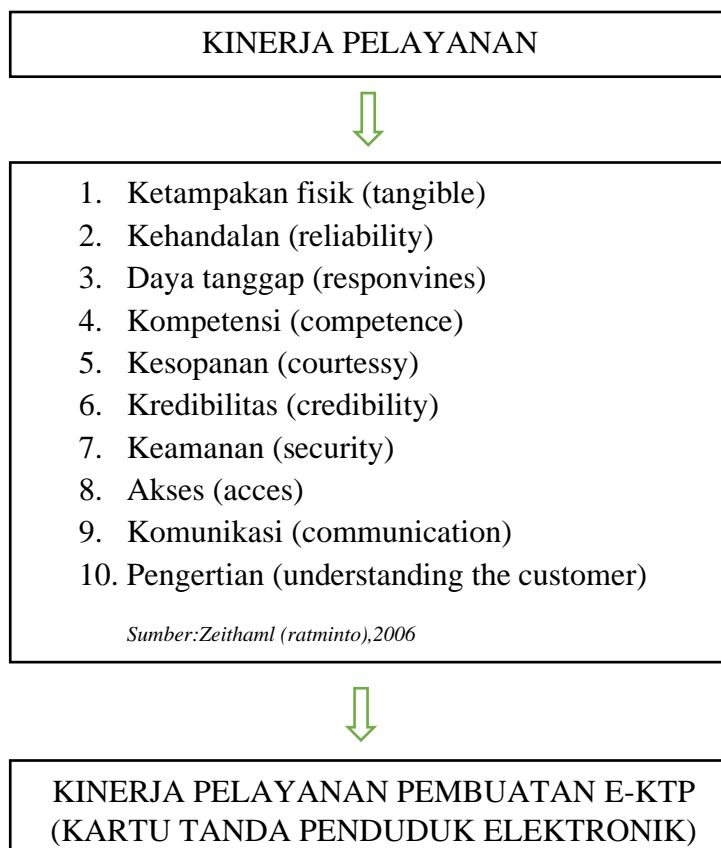 KINERJA PELAYANAN
1. Ketampakan fisik (tangible)
2. Kehandalan (reliability)
3. Daya tanggap (responvines)
4. Kompetensi (competence)
5. Kesopanan (courtessy)
6. Kredibilitas (credibility)
7. Keamanan (security)
8. Akses (acces)
9. Komunikasi (communication)
10. Pengertian (understanding the customer)
Sumber:Zeithaml (ratminto),2006
KINERJA PELAYANAN PEMBUATAN E-KTP
(KARTU TANDA PENDUDUK ELEKTRONIK)